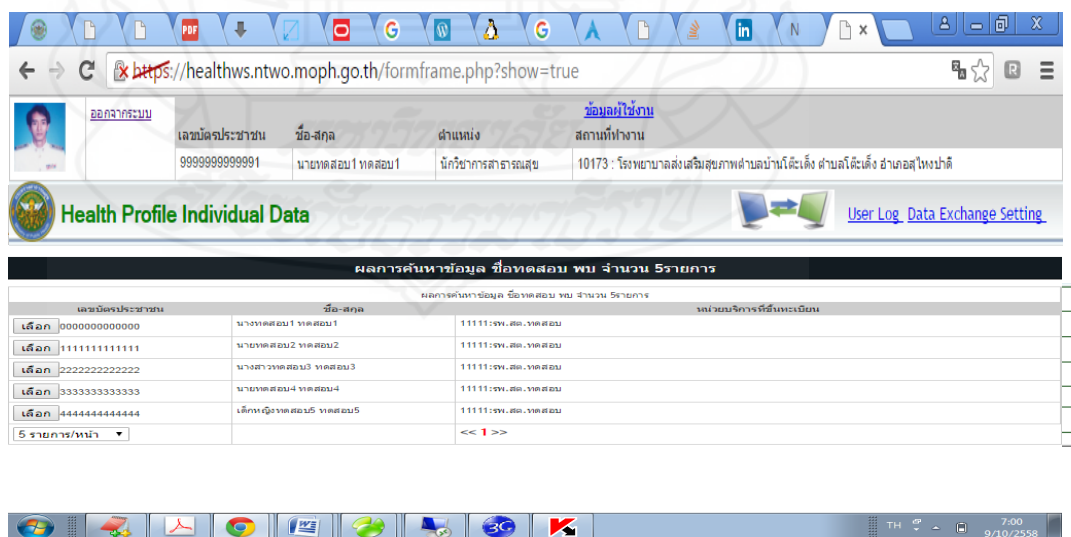 https://healthws.ntwo.moph.go.th/formframe.php?show=true
ออกจากระบบ
ข้อมูลผู้ใช้งาน
เลขบัตรประชาชน ชื่อ-สกุล ตำแหน่ง สถานที่ทำงาน
9999999999991 นายทดสอบ1 ทดสอบ1 นักวิชาการสาธารณสุข 10173 : โรงพยาบาลส่งเสริมสุขภาพตำบลบ้านโต๊ะเด็ง ตำบลโต๊ะเด็ง อำเภอสุไหงปาดี
Health Profile Individual Data
User Log Data Exchange Setting
ผลการค้นหาข้อมูล ชื่อทดสอบ พบ จำนวน 5รายการ
ผลการค้นหาข้อมูล ชื่อทดสอบ พบ จำนวน 5รายการ
เลขบัตรประชาชน ชื่อ-สกุล หน่วยบริการที่ขึ้นทะเบียน
เลือก 0000000000000 นางทดสอบ1 ทดสอบ1 11111:รพ.สต.ทดสอบ
เลือก 1111111111111 นายทดสอบ2 ทดสอบ2 11111:รพ.สต.ทดสอบ
เลือก 2222222222222 นางสาวทดสอบ3 ทดสอบ3 11111:รพ.สต.ทดสอบ
เลือก 3333333333333 นายทดสอบ4 ทดสอบ4 11111:รพ.สต.ทดสอบ
เลือก 4444444444444 เด็กหญิงทดสอบ5 ทดสอบ5 11111:รพ.สต.ทดสอบ
5 รายการ/หน้า << 1 >>
TH 7:00
9/10/2558